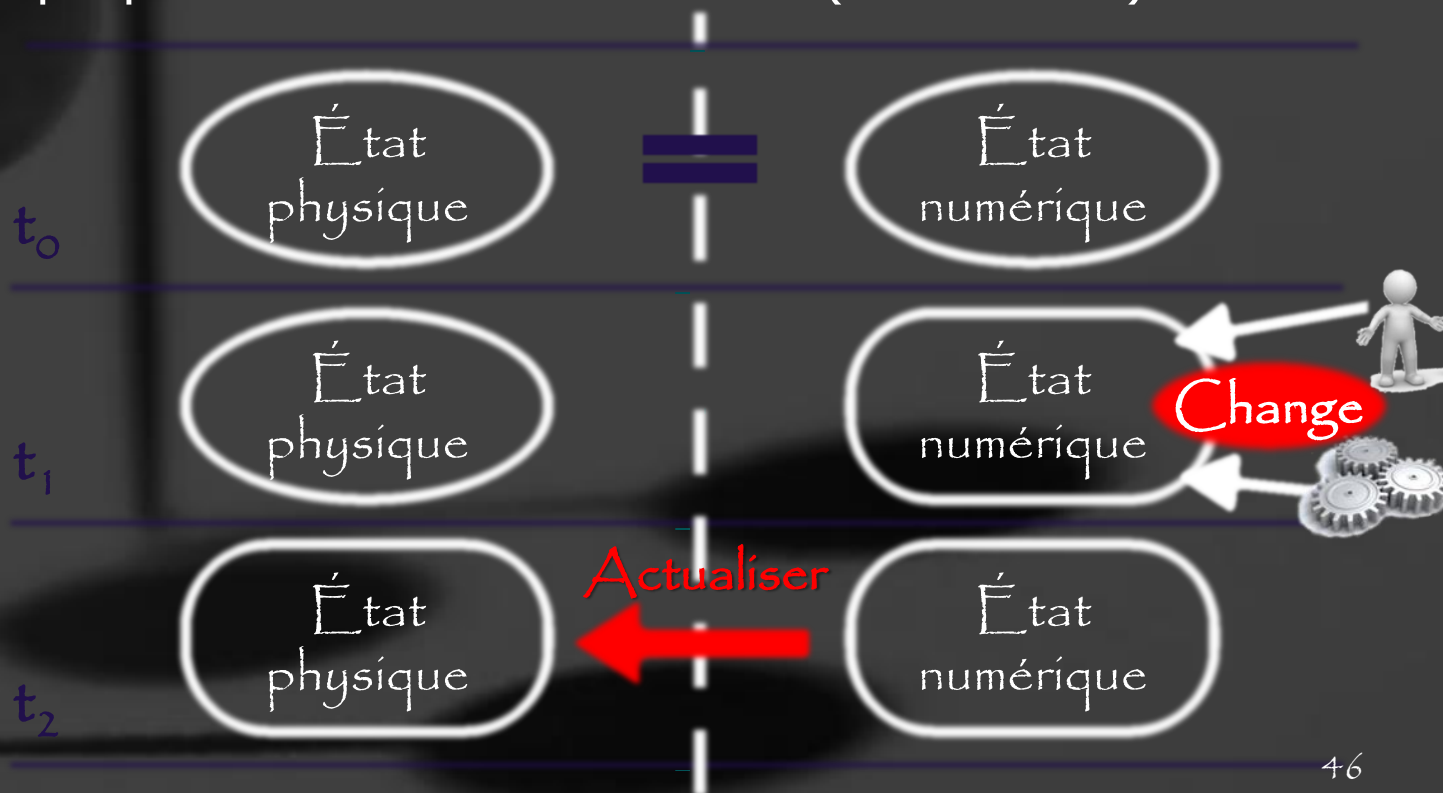 État
physique
État
numérique
t0
État
physique
État
numérique
Change
t1
Actualiser
État
physique
État
numérique
t2
46